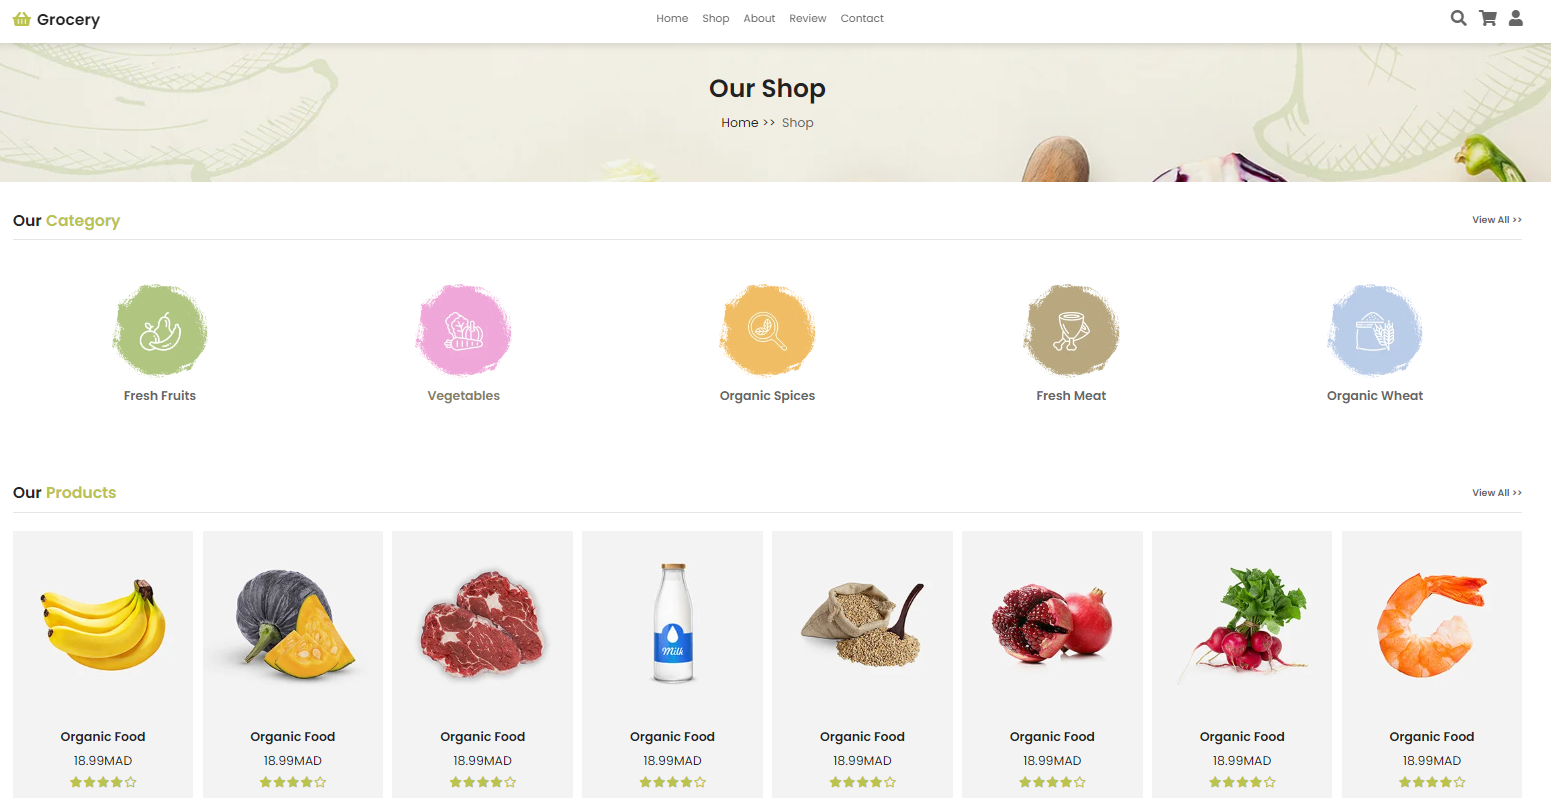 Grocery
Home Shop About Review Contact
Our Shop
Home >> Shop
Our Category
View All >>
Fresh Fruits
Vegetables
Organic Spices
Fresh Meat
Organic Wheat
Our Products
View All >>
Milk
Organic Food
18.99MAD
Organic Food
18.99MAD
Organic Food
18.99MAD
Organic Food
18.99MAD
Organic Food
18.99MAD
Organic Food
18.99MAD
Organic Food
18.99MAD
Organic Food
18.99MAD